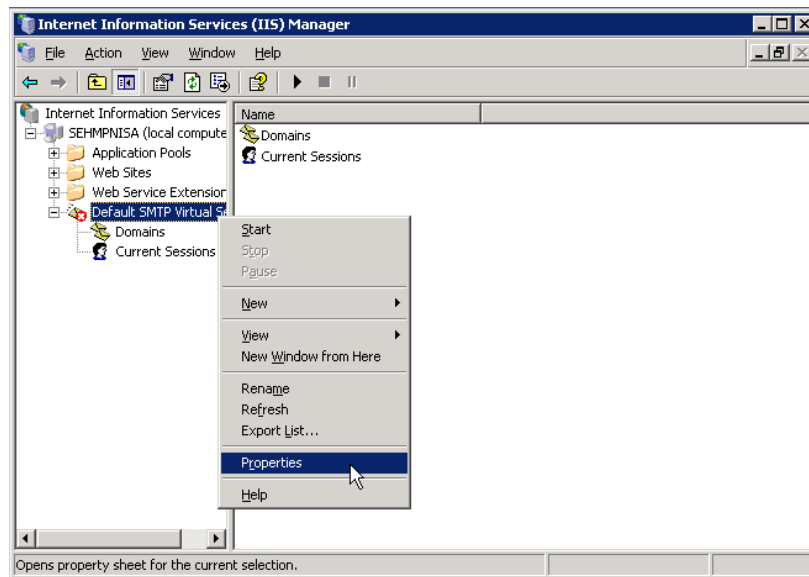 Internet Information Services (IIS) Manager
File Action View Window Help
Internet Information Services
SEHMPNISA (local compute
Application Pools
Web Sites
Web Service Extension
Default SMTP Virtual Se
Domains
Current Sessions
Name
Domains
Current Sessions
Start
Stop
Pause
New
View
New Window from Here
Rename
Refresh
Export List...
Properties
Help
Opens property sheet for the current selection.